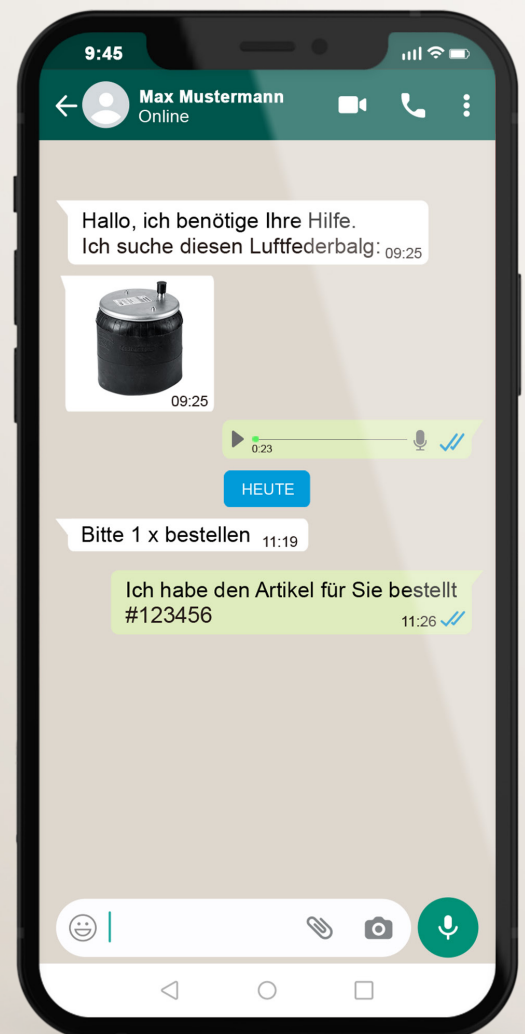 9:45
Max Mustermann
Online
Hallo, ich benötige Ihre Hilfe.
Ich suche diesen Luftfederbalg: 09:25
09:25
0:23
HEUTE
Bitte 1 x bestellen 11:19
Ich habe den Artikel für Sie bestellt
#123456 11:26